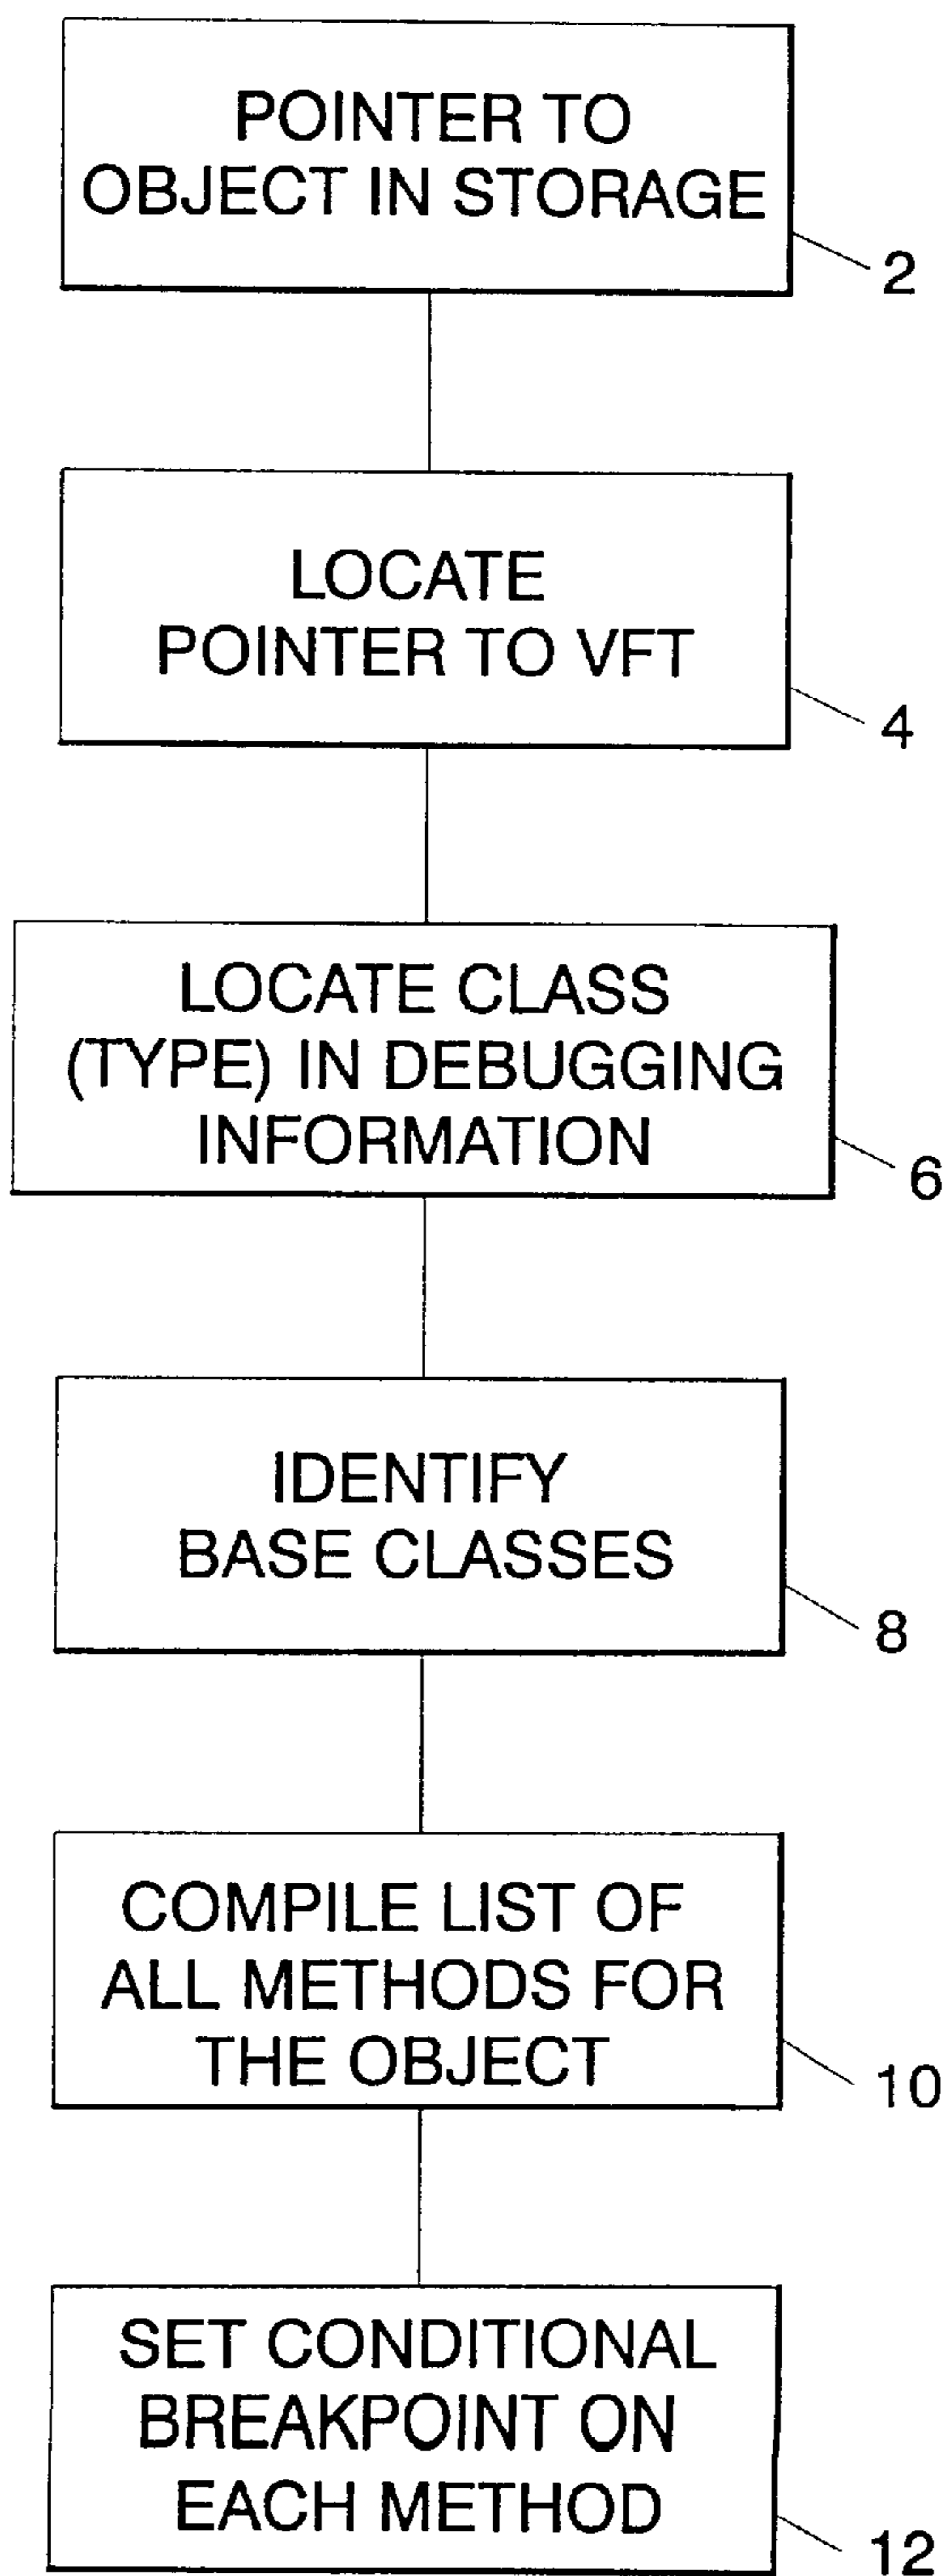 POINTER TO
OBJECT IN STORAGE
2
LOCATE
POINTER TO VFT
4
LOCATE CLASS
(TYPE) IN DEBUGGING
INFORMATION
6
IDENTIFY
BASE CLASSES
8
COMPILE LIST OF
ALL METHODS FOR
THE OBJECT
10
SET CONDITIONAL
BREAKPOINT ON
EACH METHOD
12